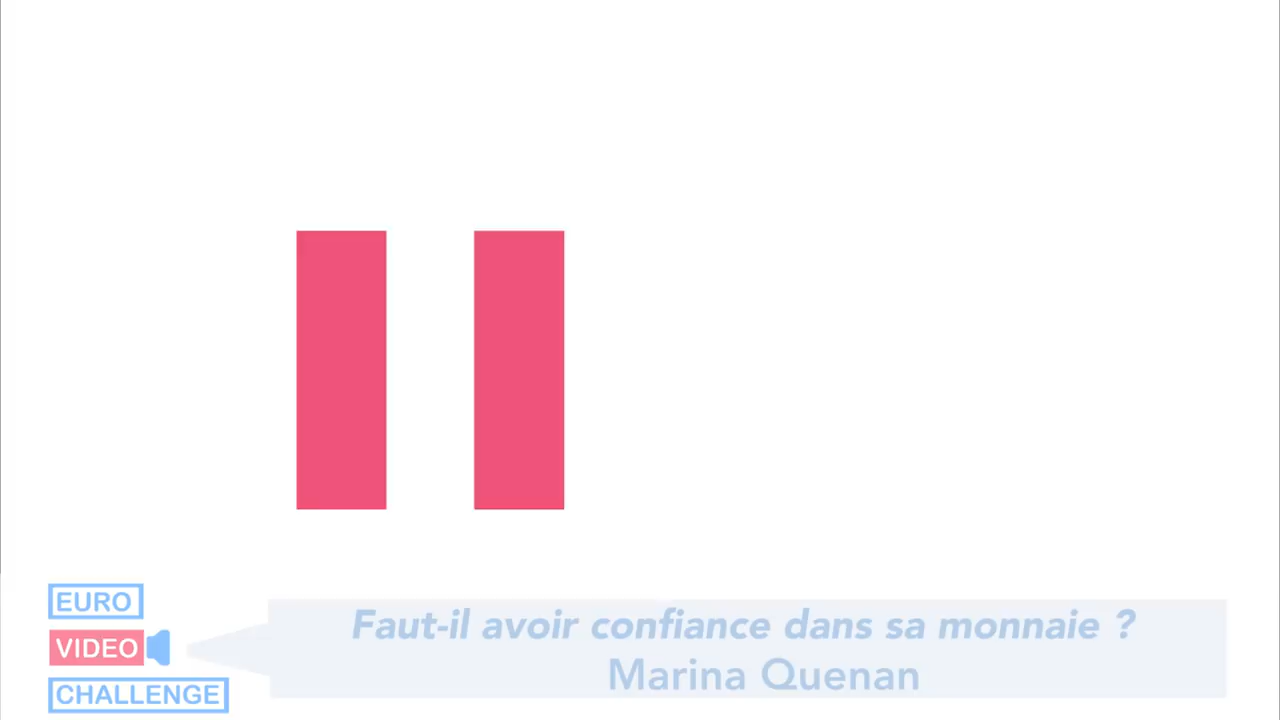 EURO
VIDEO
CHALLENGE
Faut-il avoir confiance dans sa monnaie ?
Marina Quenan